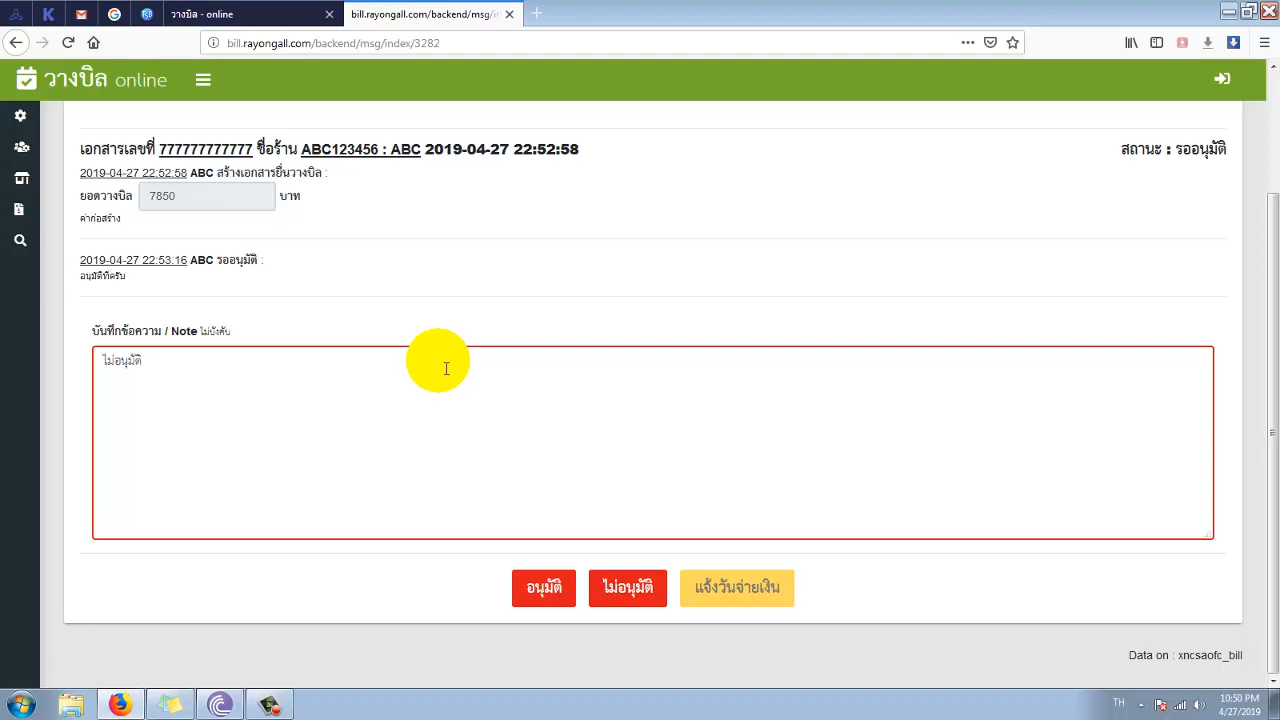 วางบิล - online
bill.rayongall.com/backend/msg/in
bill.rayongall.com/backend/msg/index/3282
วางบิล online
เอกสารเลขที่ 777777777777 ชื่อร้าน ABC123456 : ABC 2019-04-27 22:52:58
สถานะ : รออนุมัติ
2019-04-27 22:52:58 ABC สร้างเอกสารยื่นวางบิล :
ยอดวางบิล 7850 บาท
ค่าก่อสร้าง
2019-04-27 22:53:16 ABC รออนุมัติ :
อนุมัติทีครับ
บันทึกข้อความ / Note ไม่บังคับ
ไม่อนุมัติ
อนุมัติ ไม่อนุมัติ แจ้งวันจ่ายเงิน
Data on : xncsaofc_bill
TH
10:50 PM
4/27/2019